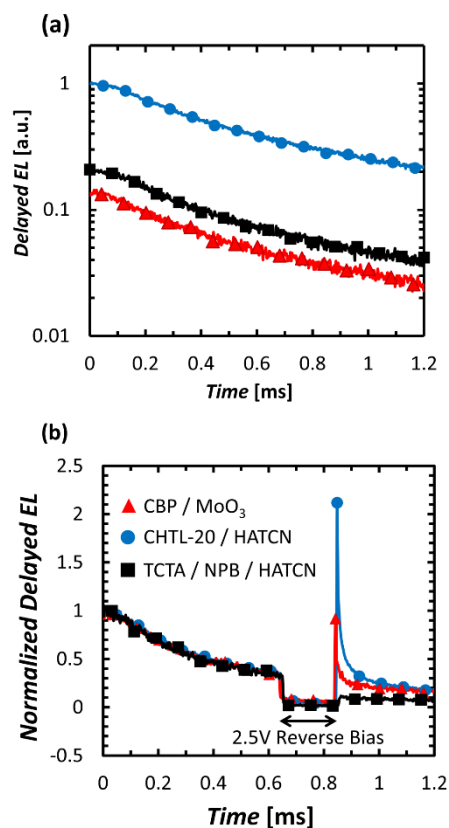 (a)
Delayed EL [a.u.]
1
0.1
0.01
0 0.2 0.4 0.6 0.8 1 1.2
Time [ms]
(b)
Normalized Delayed EL
2.5
2
1.5
1
0.5
0
-0.5
CBP / MoO₃
CHTL-20 / HATCN
TCTA / NPB / HATCN
2.5V Reverse Bias
0 0.2 0.4 0.6 0.8 1 1.2
Time [ms]